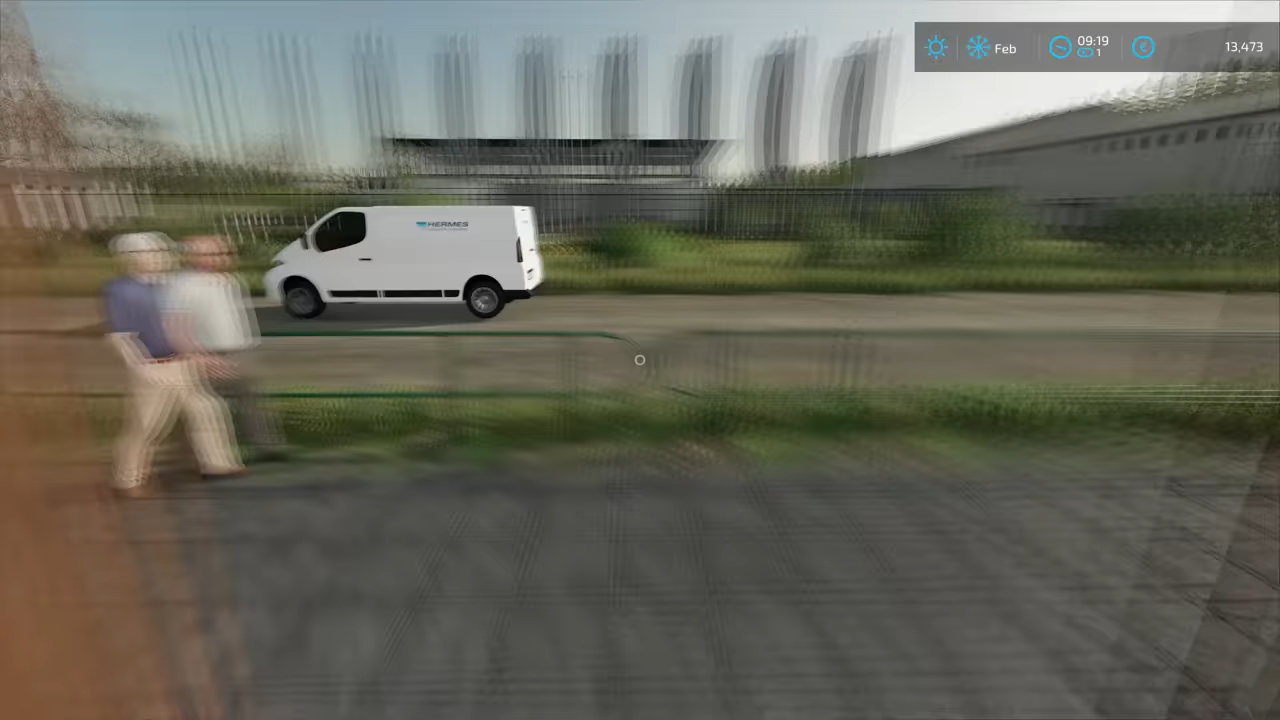 Feb
09:19
1
€
13,473
HERMES